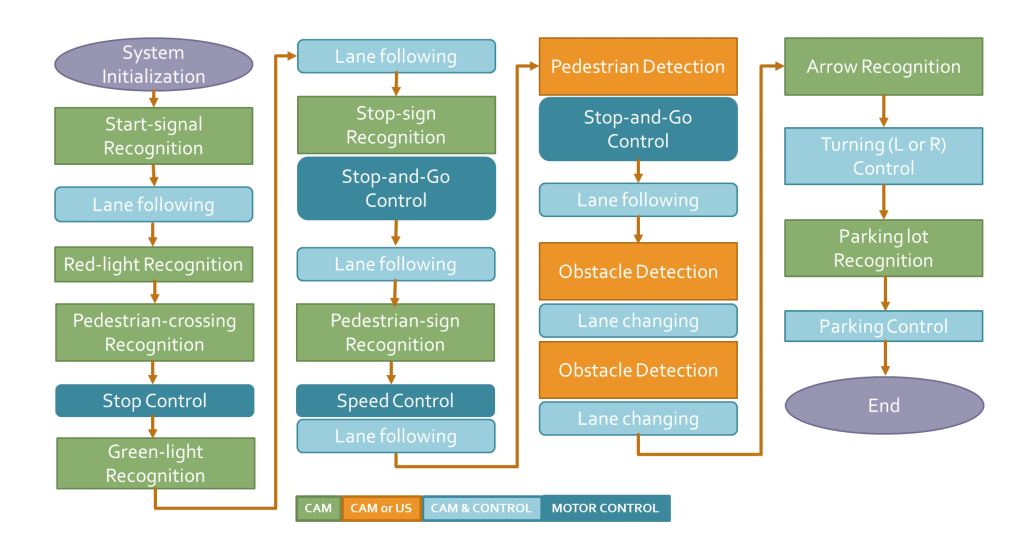 System
Initialization
Start-signal
Recognition
Lane following
Red-light Recognition
Pedestrian-crossing
Recognition
Stop Control
Green-light
Recognition
Lane following
Stop-sign
Recognition
Stop-and-Go
Control
Lane following
Pedestrian-sign
Recognition
Speed Control
Lane following
Pedestrian Detection
Stop-and-Go
Control
Lane following
Obstacle Detection
Lane changing
Obstacle Detection
Lane changing
Arrow Recognition
Turning (L or R)
Control
Parking lot
Recognition
Parking Control
End
CAM CAM or US CAM & CONTROL MOTOR CONTROL